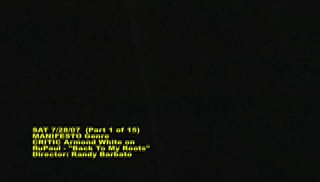 SAT 7/28/07 (Part 1 of 15)
MANIFESTO Genre
CRITIC Armond White on
RuPaul - "Back To My Roots"
Director: Randy Barbato